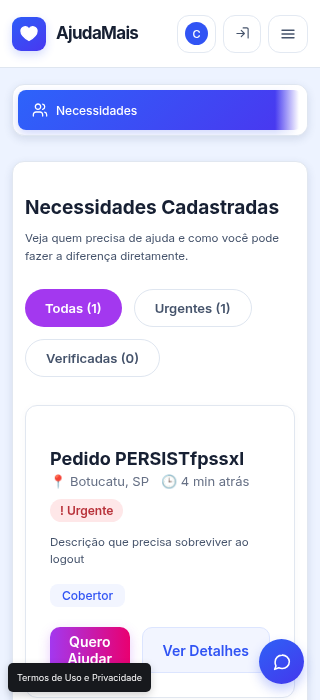 AjudaMais
C
Necessidades
Necessidades Cadastradas
Veja quem precisa de ajuda e como você pode
fazer a diferença diretamente.
Todas (1)
Urgentes (1)
Verificadas (0)
Pedido PERSISTfpssxl
Botucatu, SP 4 min atrás
! Urgente
Descrição que precisa sobreviver ao
logout
Cobertor
Quero
Ajudar
Ver Detalhes
Termos de Uso e Privacidade